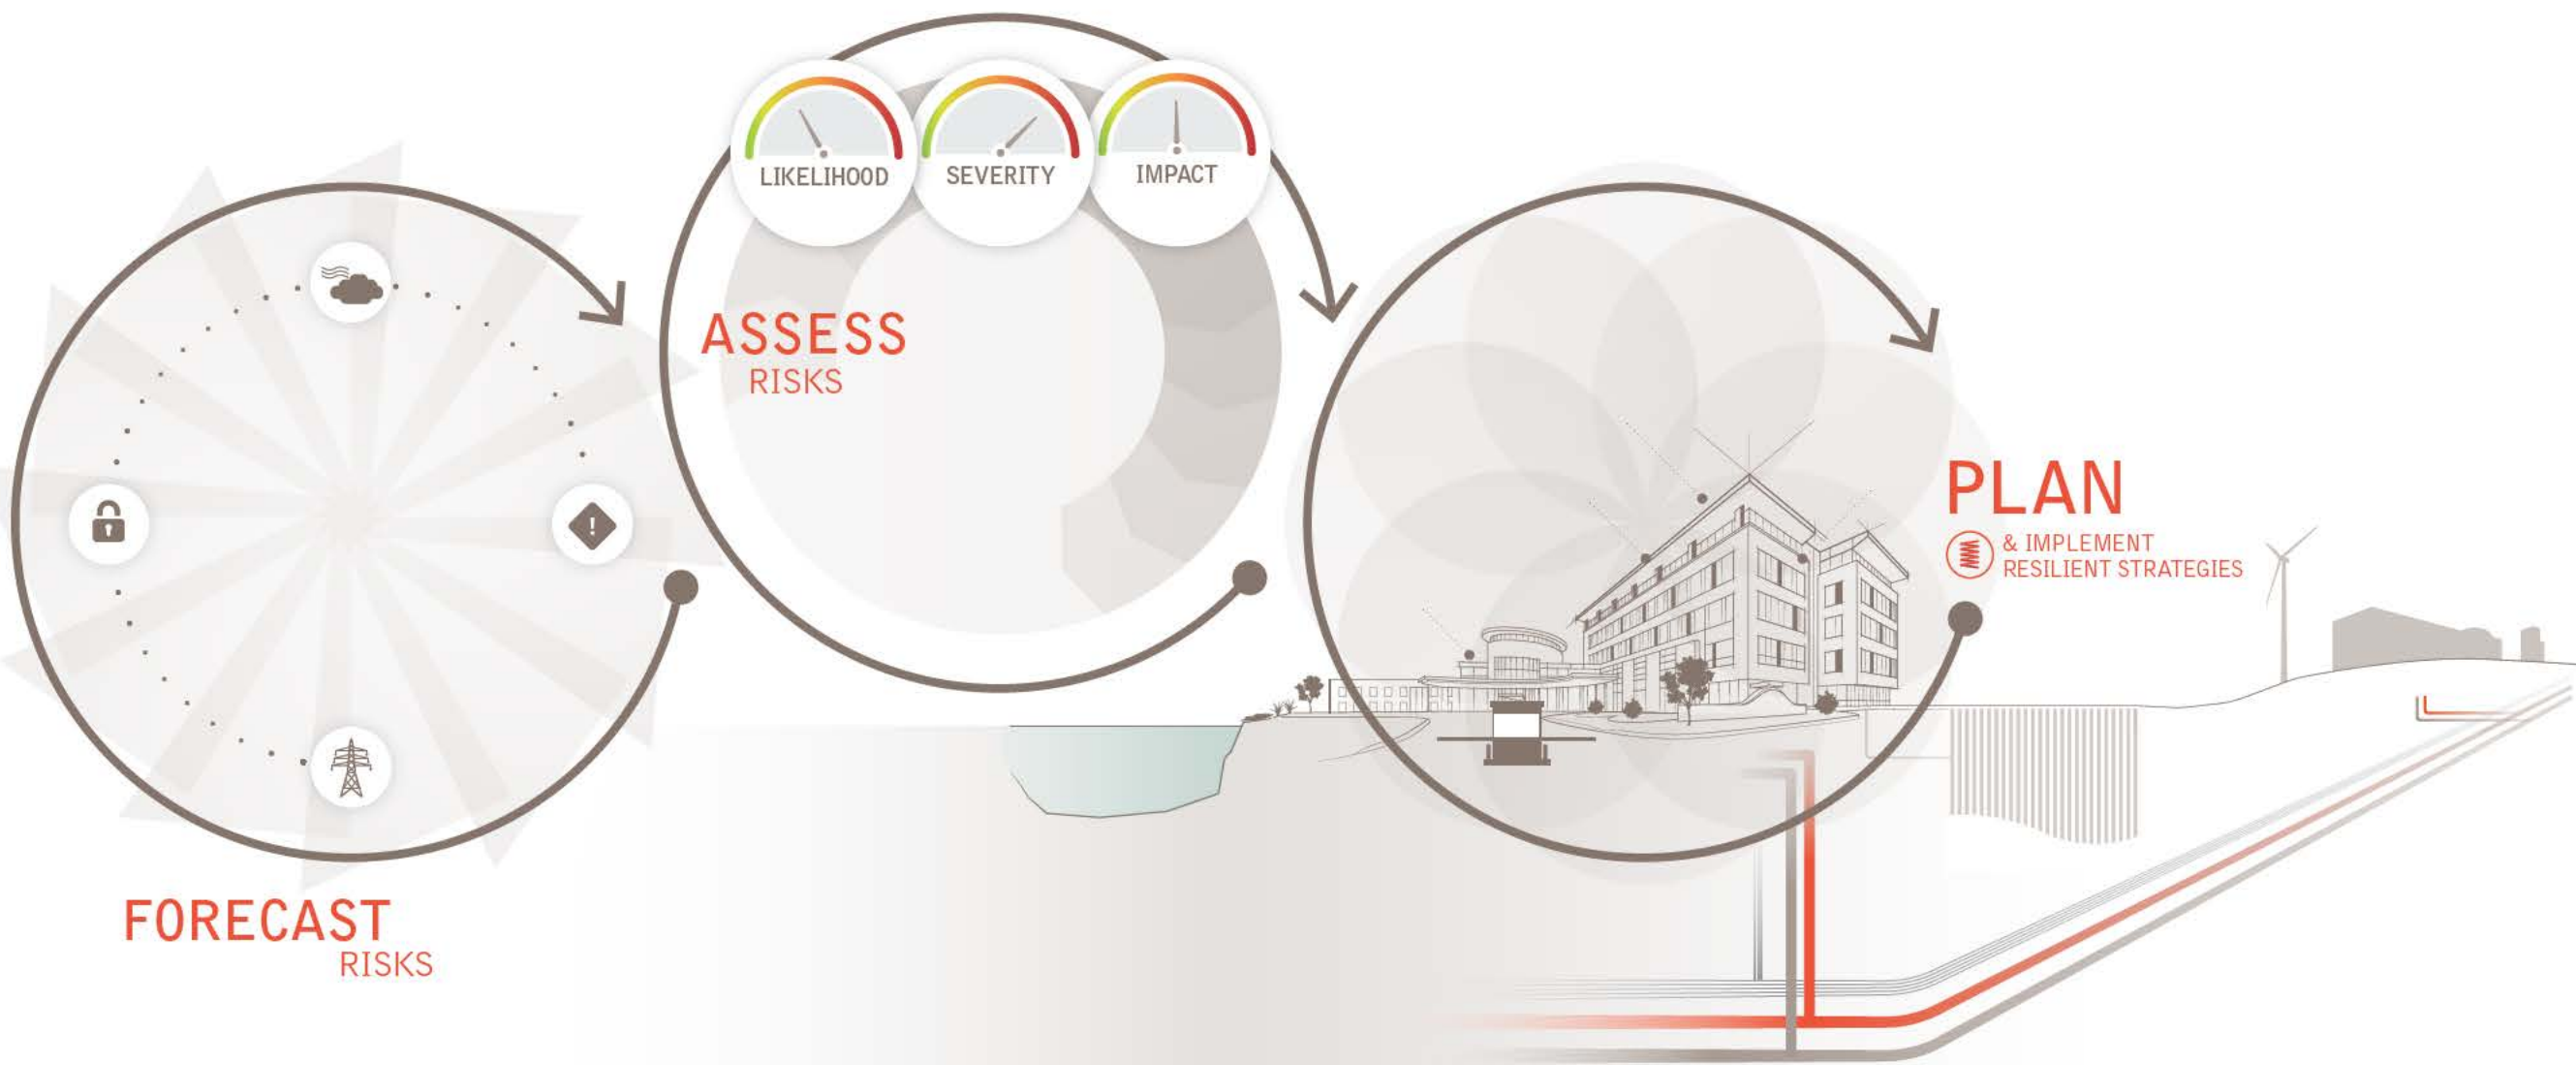 LIKELIHOOD
SEVERITY
IMPACT
ASSESS
RISKS
FORECAST
RISKS
PLAN
& IMPLEMENT
RESILIENT STRATEGIES
!